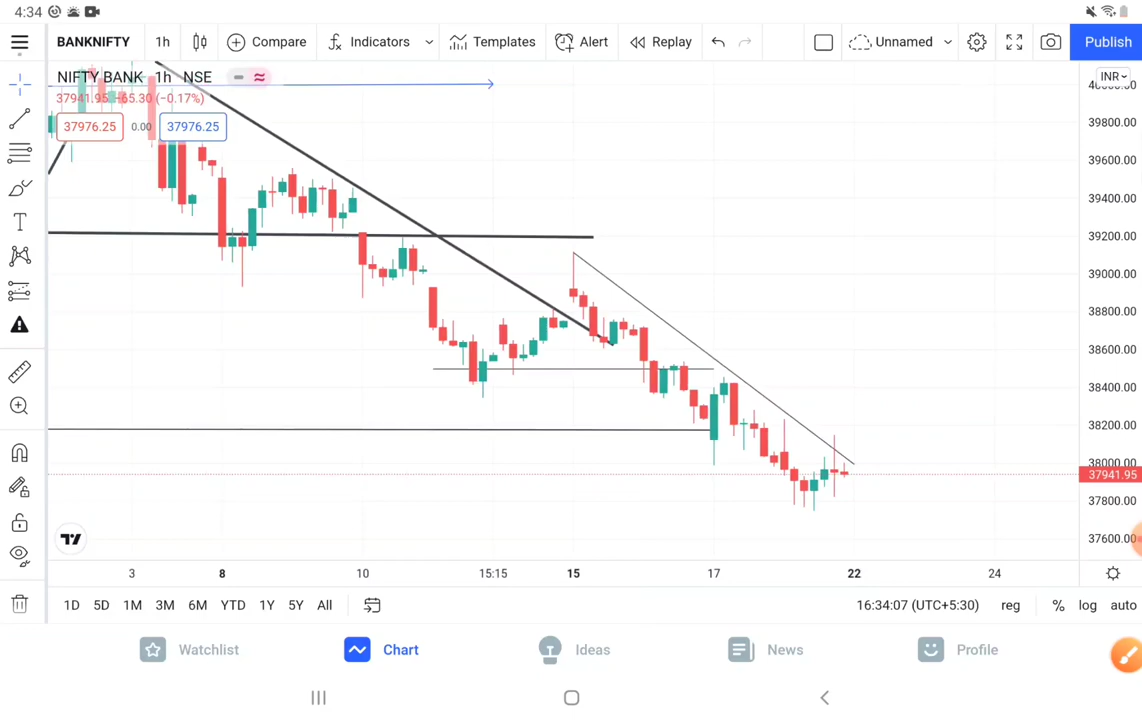 4:34
BANKNIFTY 1h Compare Indicators Templates Alert Replay Unnamed Publish
NIFTY BANK 1h NSE
INR
37941.95 −65.30 (−0.17%)
37976.25 0.00 37976.25
39800.00
39600.00
39400.00
39200.00
39000.00
38800.00
38600.00
38400.00
38200.00
38000.00
37941.95
37800.00
37600.00
3 8 10 15:15 15 17 22 24
1D 5D 1M 3M 6M YTD 1Y 5Y All 16:34:07 (UTC+5:30) reg % log auto
Watchlist Chart Ideas News Profile